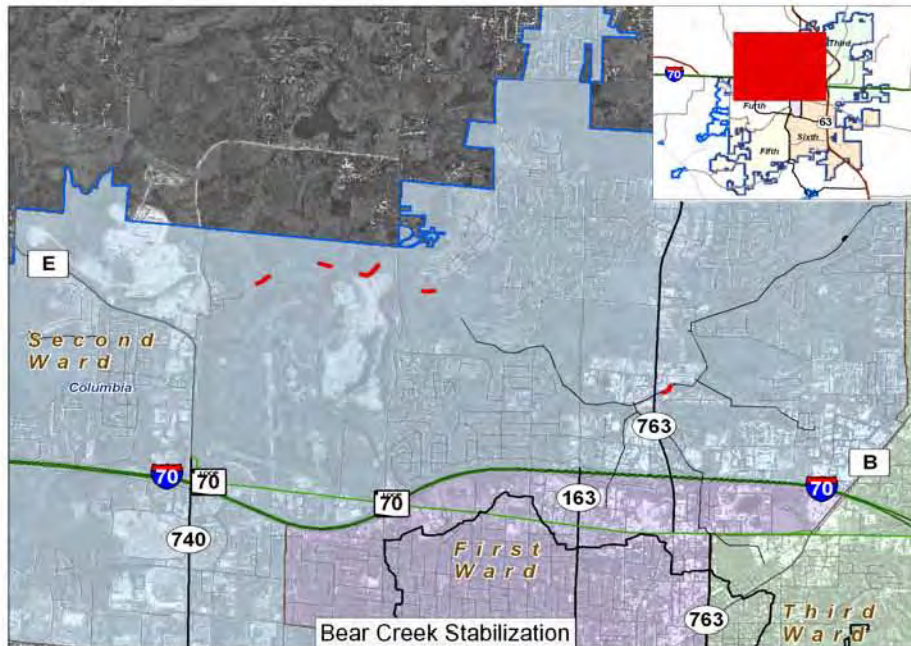 Third
70
Furth
63
Sixth
Fifth
E
Second
Ward
Columbia
763
B
70
70
70
163
70
740
First
Ward
763
Third
Ward
Bear Creek Stabilization